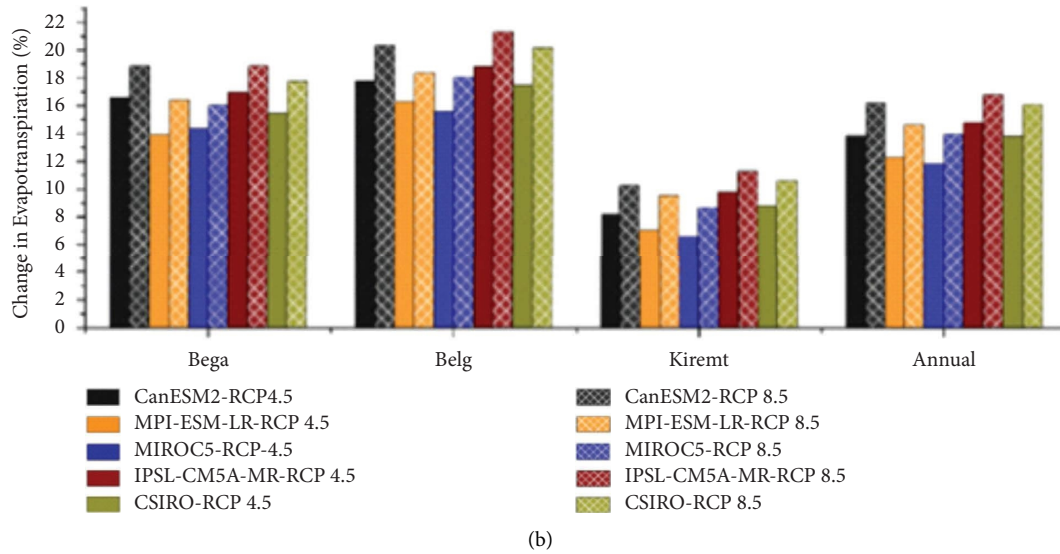 Change in Evapotranspiration (%)
22
20
18
16
14
12
10
8
6
4
2
0
Bega Belg Kiremt Annual
CanESM2-RCP4.5 CanESM2-RCP 8.5
MPI-ESM-LR-RCP 4.5 MPI-ESM-LR-RCP 8.5
MIROC5-RCP-4.5 MIROC5-RCP 8.5
IPSL-CM5A-MR-RCP 4.5 IPSL-CM5A-MR-RCP 8.5
CSIRO-RCP 4.5 CSIRO-RCP 8.5
(b)